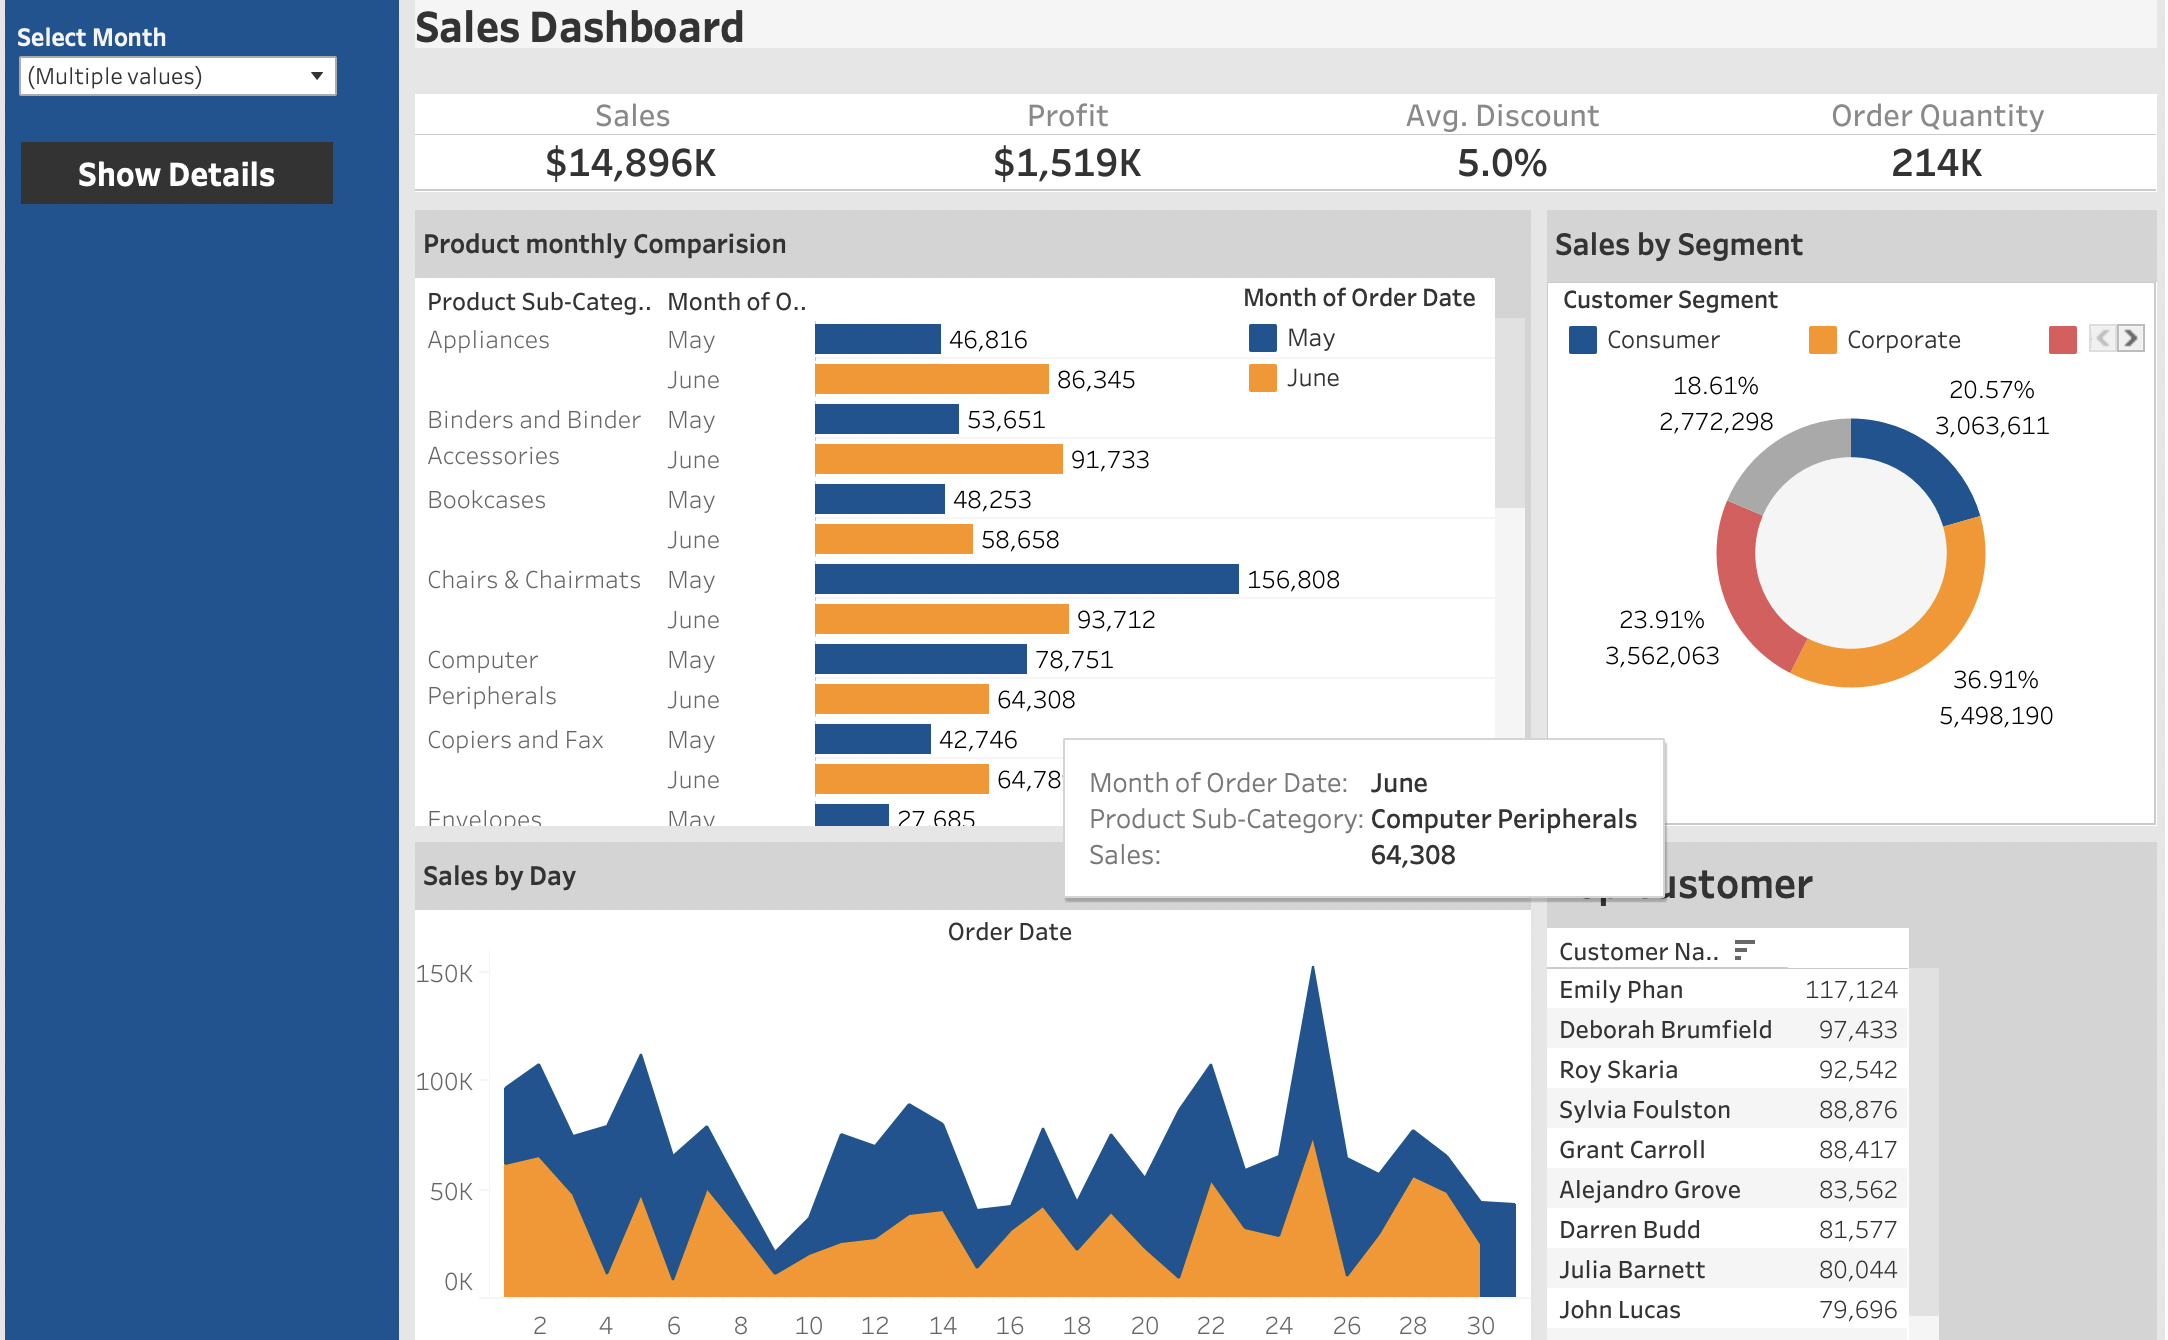 Select Month
(Multiple values)
Show Details
Sales Dashboard
Sales Profit Avg. Discount Order Quantity
$14,896K $1,519K 5.0% 214K
Product monthly Comparision
Product Sub-Categ.. Month of O..
Month of Order Date
May
June
Appliances May 46,816
June 86,345
Binders and Binder May 53,651
Accessories June 91,733
Bookcases May 48,253
June 58,658
Chairs & Chairmats May 156,808
June 93,712
Computer May 78,751
Peripherals June 64,308
Copiers and Fax May 42,746
June 64,78
Envelopes May 27,685
Month of Order Date: June
Product Sub-Category: Computer Peripherals
Sales: 64,308
Sales by Segment
Customer Segment
Consumer Corporate
18.61%
2,772,298
20.57%
3,063,611
23.91%
3,562,063
36.91%
5,498,190
Sales by Day
Order Date
150K
100K
50K
0K
2 4 6 8 10 12 14 16 18 20 22 24 26 28 30
ustomer
Customer Na..
Emily Phan 117,124
Deborah Brumfield 97,433
Roy Skaria 92,542
Sylvia Foulston 88,876
Grant Carroll 88,417
Alejandro Grove 83,562
Darren Budd 81,577
Julia Barnett 80,044
John Lucas 79,696